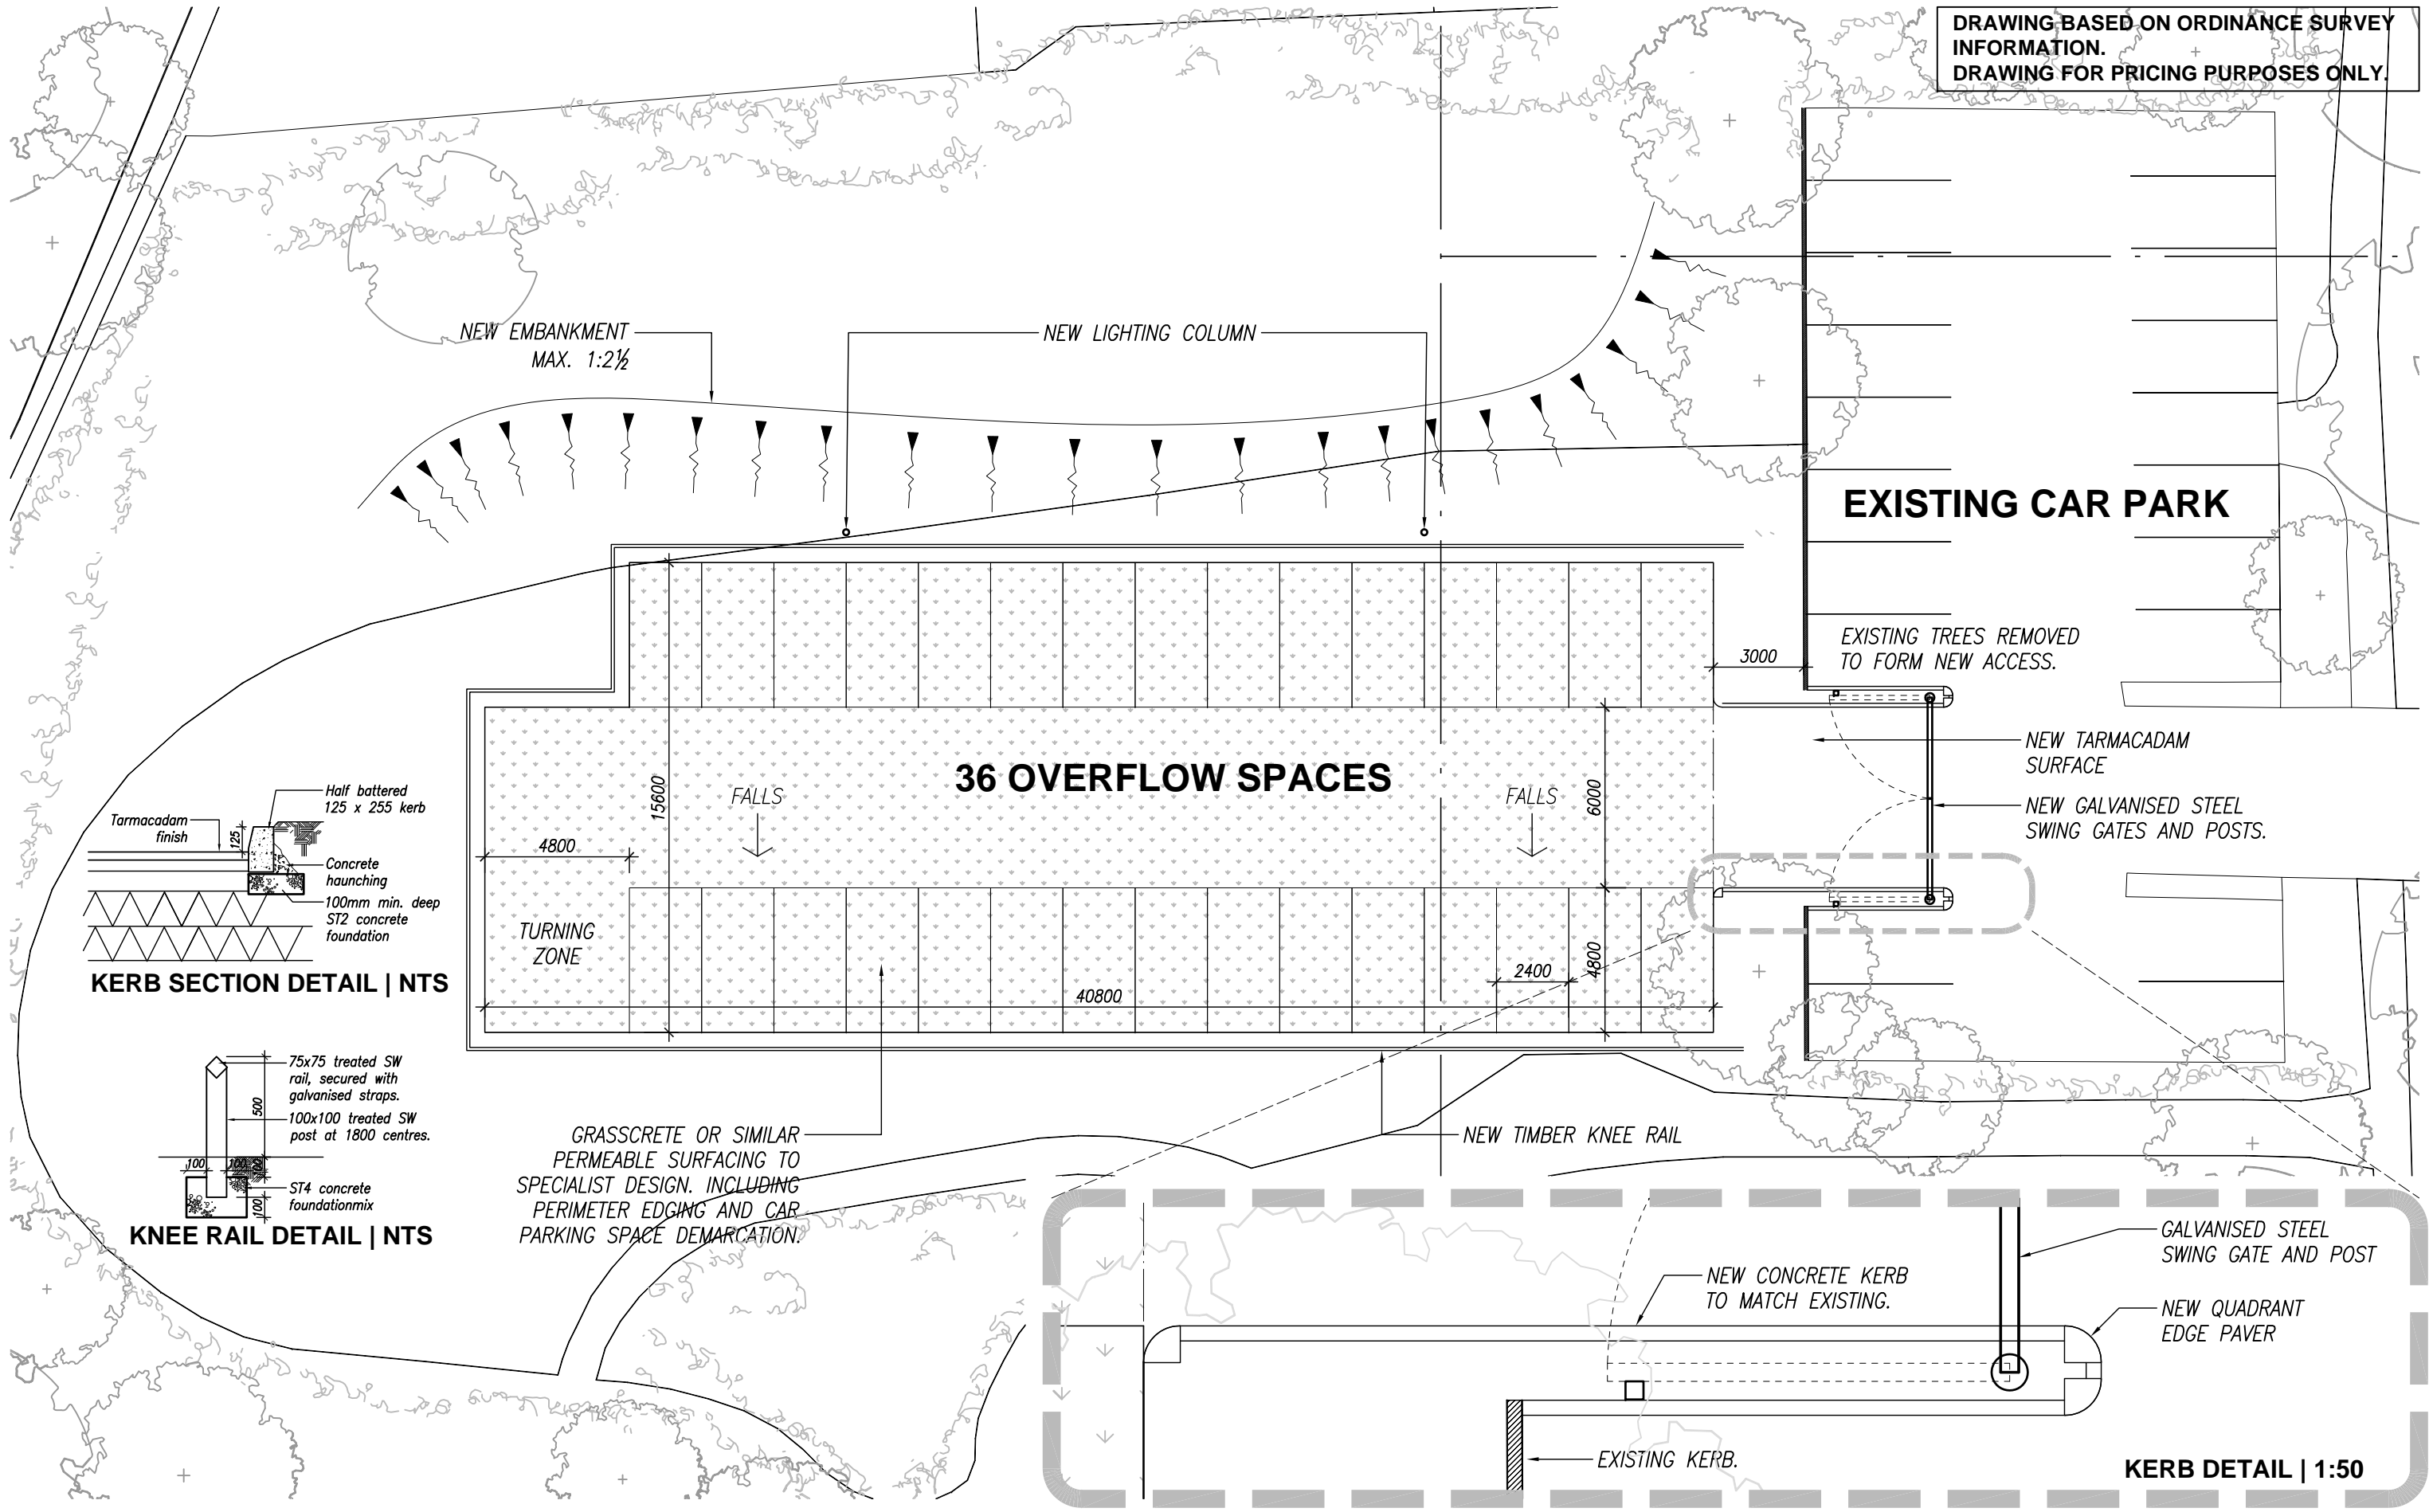 DRAWING BASED ON ORDINANCE SURVEY
INFORMATION.
DRAWING FOR PRICING PURPOSES ONLY.
NEW EMBANKMENT
MAX. 1:2½
NEW LIGHTING COLUMN
EXISTING CAR PARK
EXISTING TREES REMOVED
TO FORM NEW ACCESS.
3000
NEW TARMACADAM
SURFACE
NEW GALVANISED STEEL
SWING GATES AND POSTS.
36 OVERFLOW SPACES
FALLS
FALLS
15600
6000
4800
4800
2400
40800
TURNING
ZONE
Half battered
125 x 255 kerb
Tarmacadam
finish
125
Concrete
haunching
100mm min. deep
ST2 concrete
foundation
KERB SECTION DETAIL | NTS
75x75 treated SW
rail, secured with
galvanised straps.
500
100x100 treated SW
post at 1800 centres.
100
100
100
100
ST4 concrete
foundationmix
KNEE RAIL DETAIL | NTS
GRASSCRETE OR SIMILAR
PERMEABLE SURFACING TO
SPECIALIST DESIGN. INCLUDING
PERIMETER EDGING AND CAR
PARKING SPACE DEMARCATION.
NEW TIMBER KNEE RAIL
GALVANISED STEEL
SWING GATE AND POST
NEW CONCRETE KERB
TO MATCH EXISTING.
NEW QUADRANT
EDGE PAVER
EXISTING KERB.
KERB DETAIL | 1:50